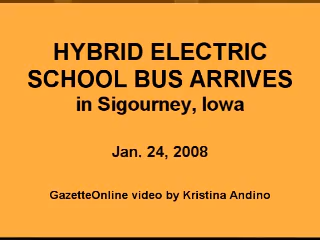 HYBRID ELECTRIC
SCHOOL BUS ARRIVES
in Sigourney, Iowa
Jan. 24, 2008
GazetteOnline video by Kristina Andino